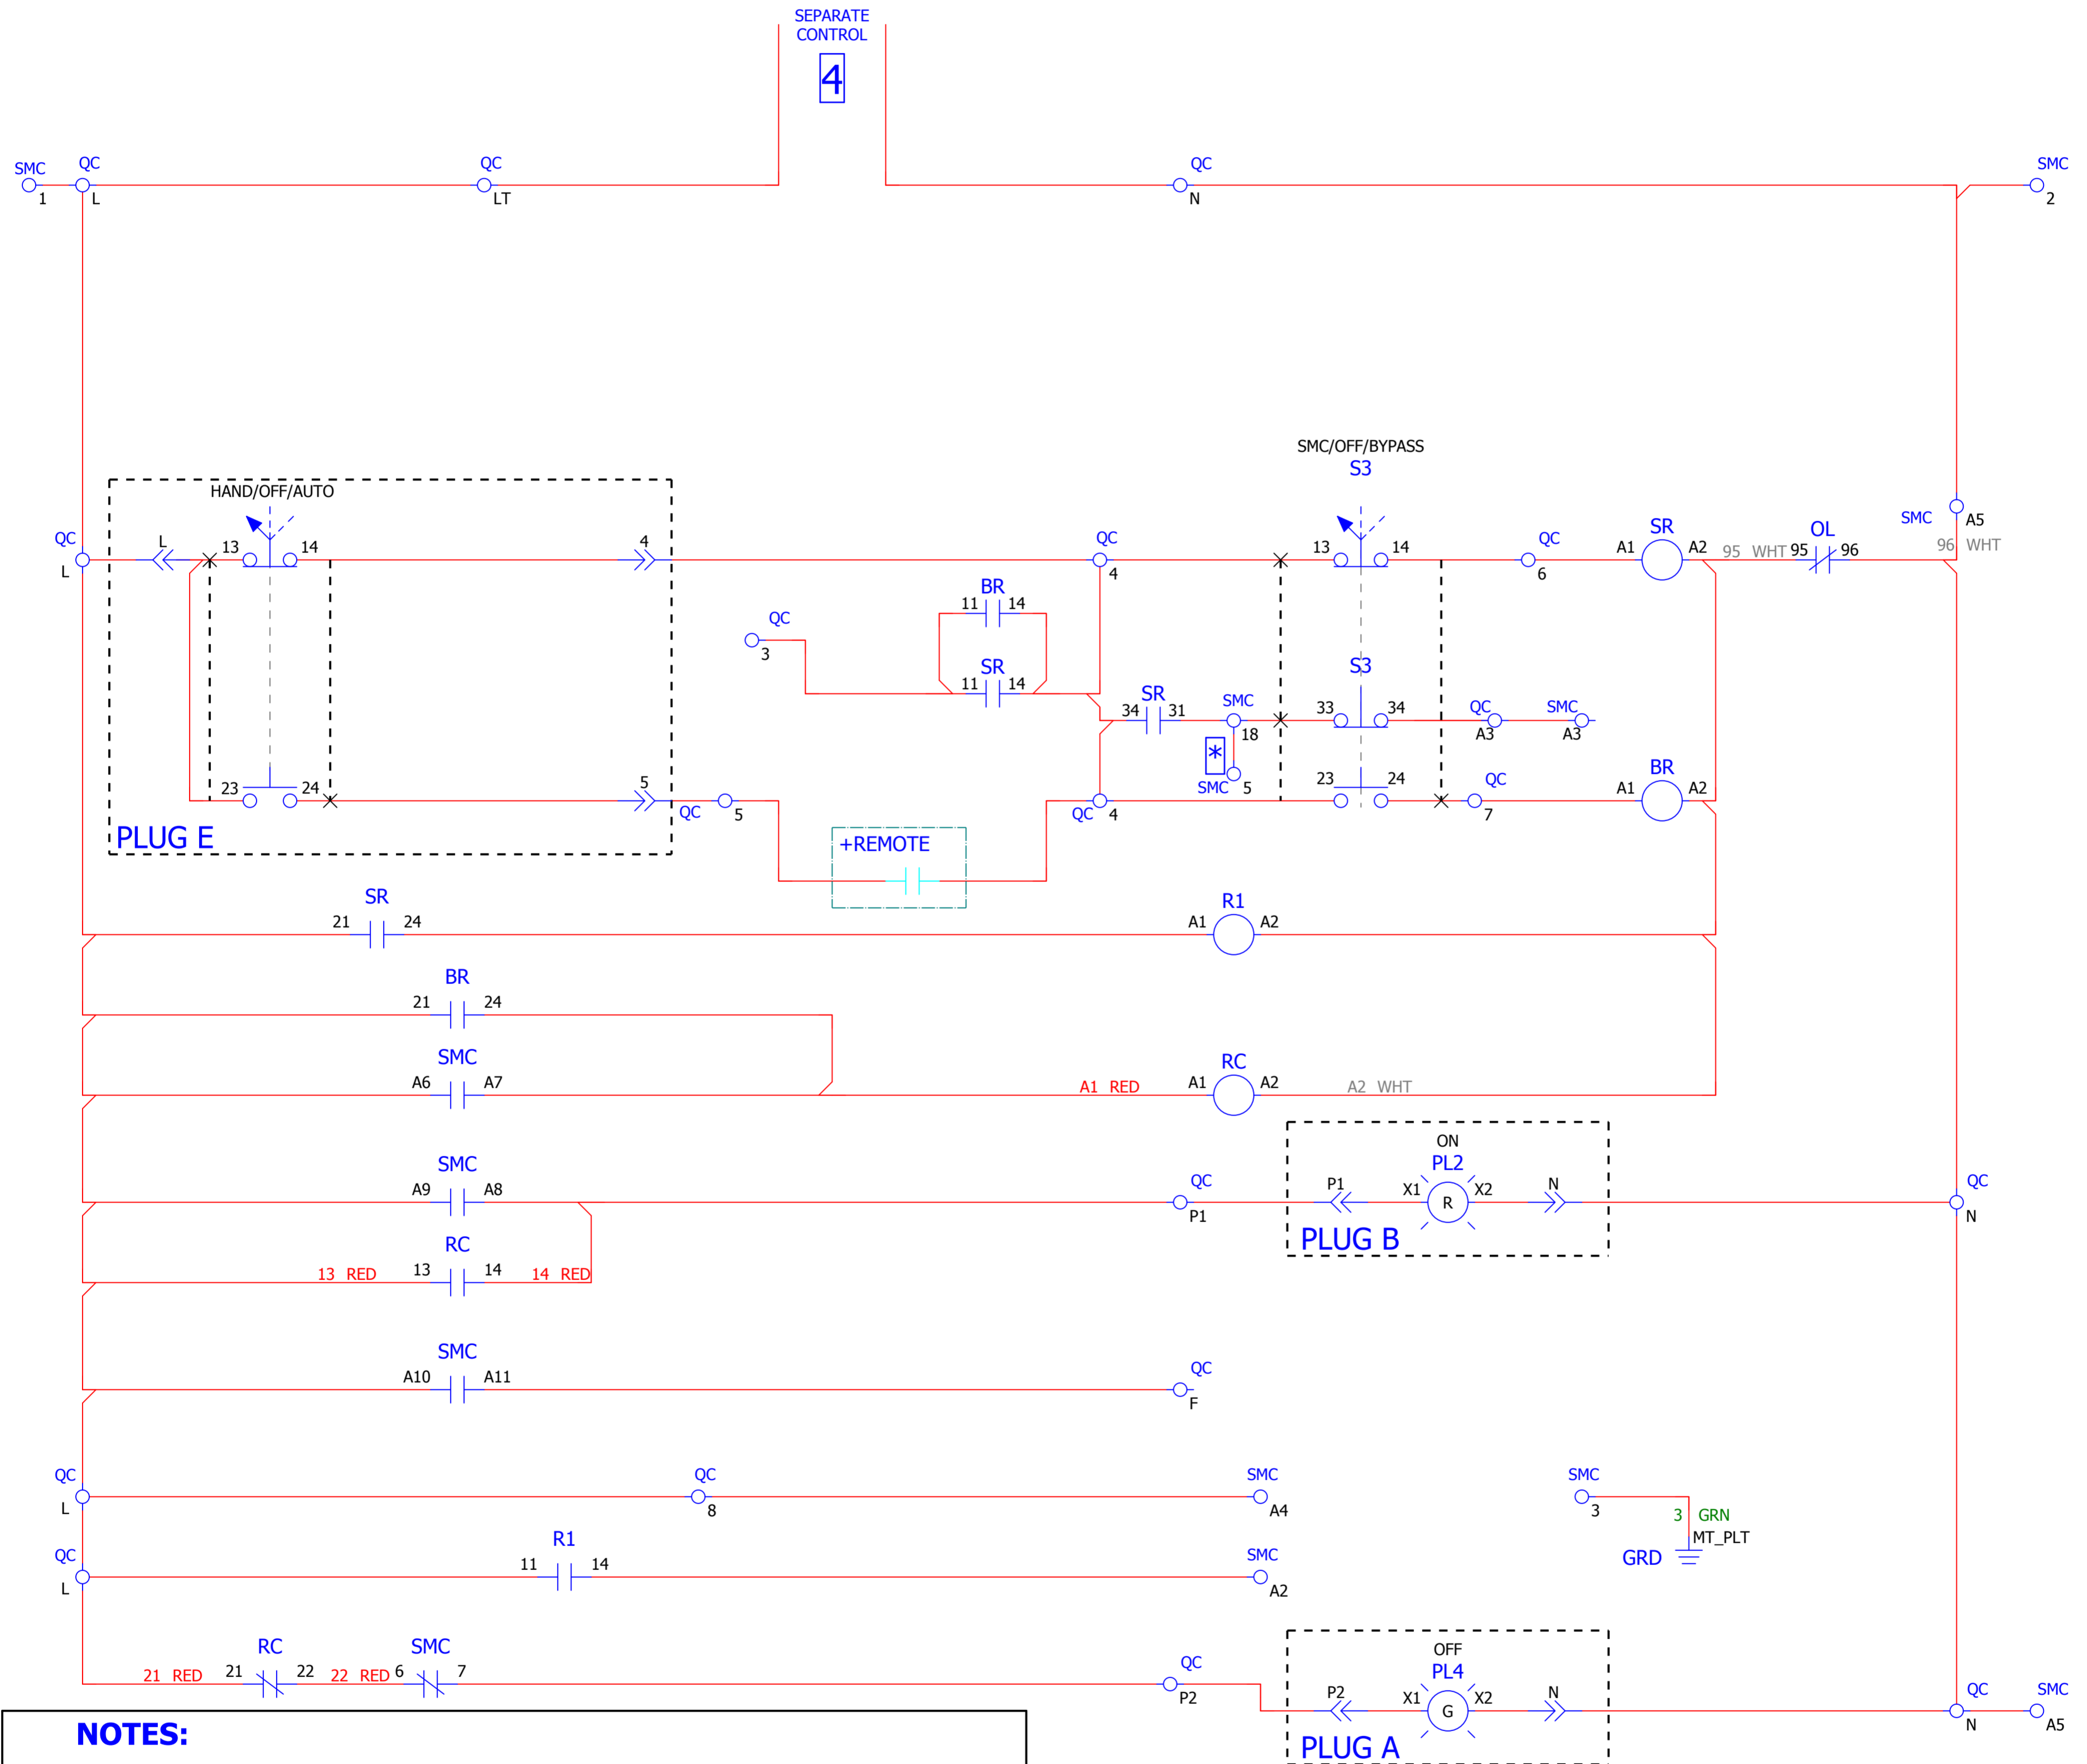 SEPARATE
CONTROL
4
SMC
QC
QC
QC
SMC
1
L
LT
N
2
SMC/OFF/BYPASS
S3
HAND/OFF/AUTO
QC
L
L
13
14
4
QC
4
13
14
QC
6
SR
A1
A2
95 WHT
95
OL
96
SMC
A5
96 WHT
BR
11
14
QC
3
SR
11
14
S3
SR
34
31
SMC
18
33
34
QC
A3
SMC
A3
*
SMC
5
23
24
5
QC
5
QC
4
23
24
QC
7
BR
A1
A2
PLUG E
+REMOTE
SR
21
24
R1
A1
A2
BR
21
24
SMC
A6
A7
A1 RED
RC
A1
A2
A2 WHT
ON
PL2
SMC
A9
A8
QC
P1
P1
X1
R
X2
N
QC
N
PLUG B
RC
13 RED
13
14
14 RED
SMC
A10
A11
QC
F
QC
L
QC
8
SMC
A4
SMC
3
3 GRN
MT_PLT
GRD
QC
L
R1
11
14
SMC
A2
OFF
PL4
RC
SMC
21 RED
21
22
22 RED
6
7
QC
P2
P2
X1
G
X2
N
QC
N
SMC
A5
PLUG A
NOTES: